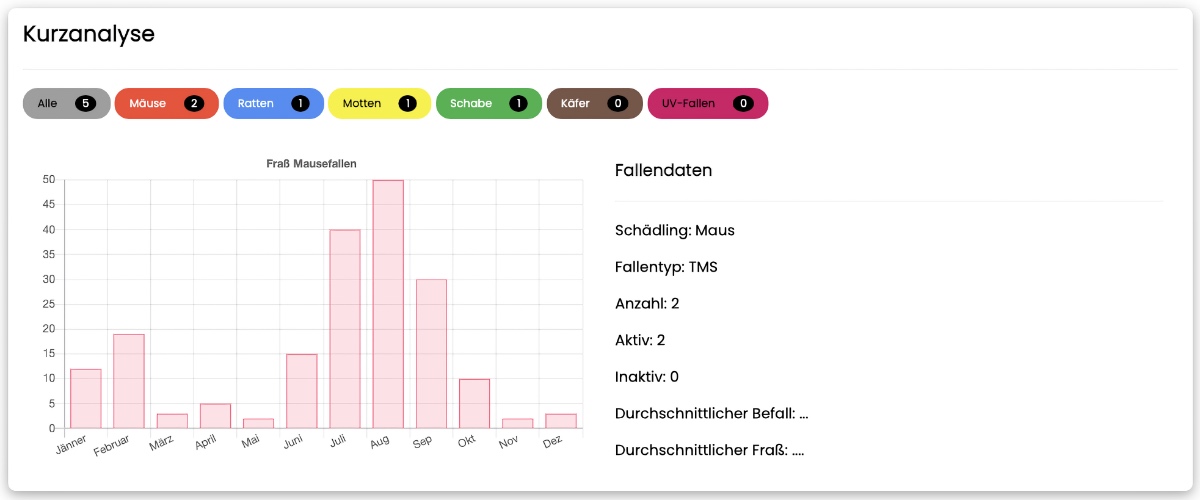 Kurzanalyse
Alle 5 Mäuse 2 Ratten 1 Motten 1 Schabe 1 Käfer 0 UV-Fallen 0
Fraß Mausefallen
50
45
40
35
30
25
20
15
10
5
0
Jänner Februar März April Mai Juni Juli Aug Sep Okt Nov Dez
Fallendaten
Schädling: Maus
Fallentyp: TMS
Anzahl: 2
Aktiv: 2
Inaktiv: 0
Durchschnittlicher Befall: ...
Durchschnittlicher Fraß: ....